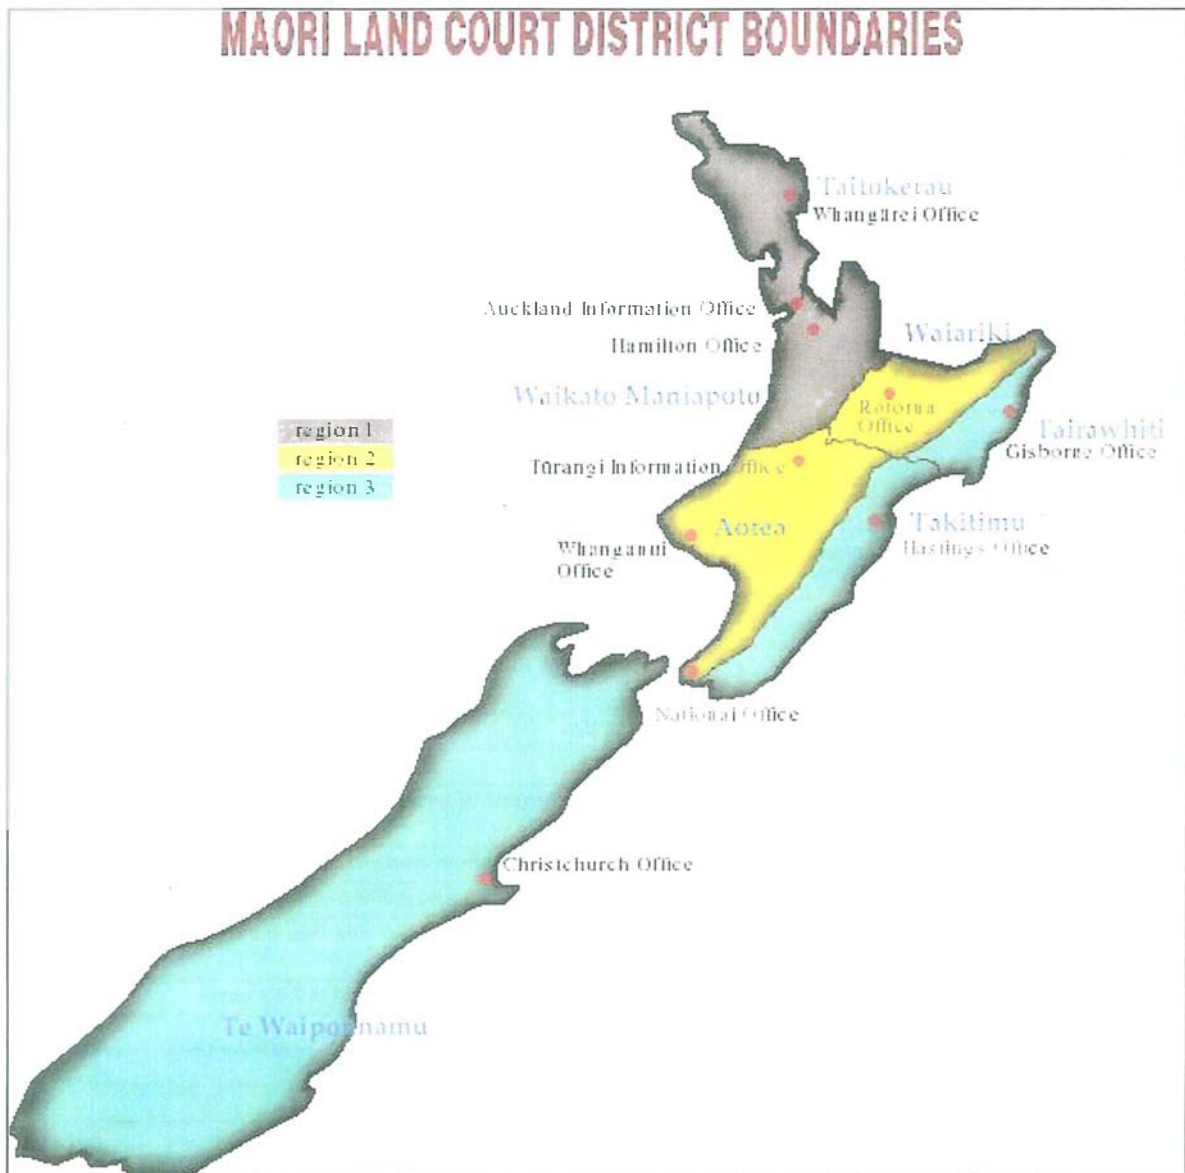 MAORI LAND COURT DISTRICT BOUNDARIES
Taitokerau
Whangārei Office
Auckland Information Office
Hamilton Office
Waiariki
Waikato Maniapoto
Rotorua
Office
Tairawhiti
Gisborne Office
region 1
region 2
region 3
Tūrangi Information Office
Aotea
Takitimu
Hastings Office
Whanganui
Office
National Office
Christchurch Office
Te Waipounamu